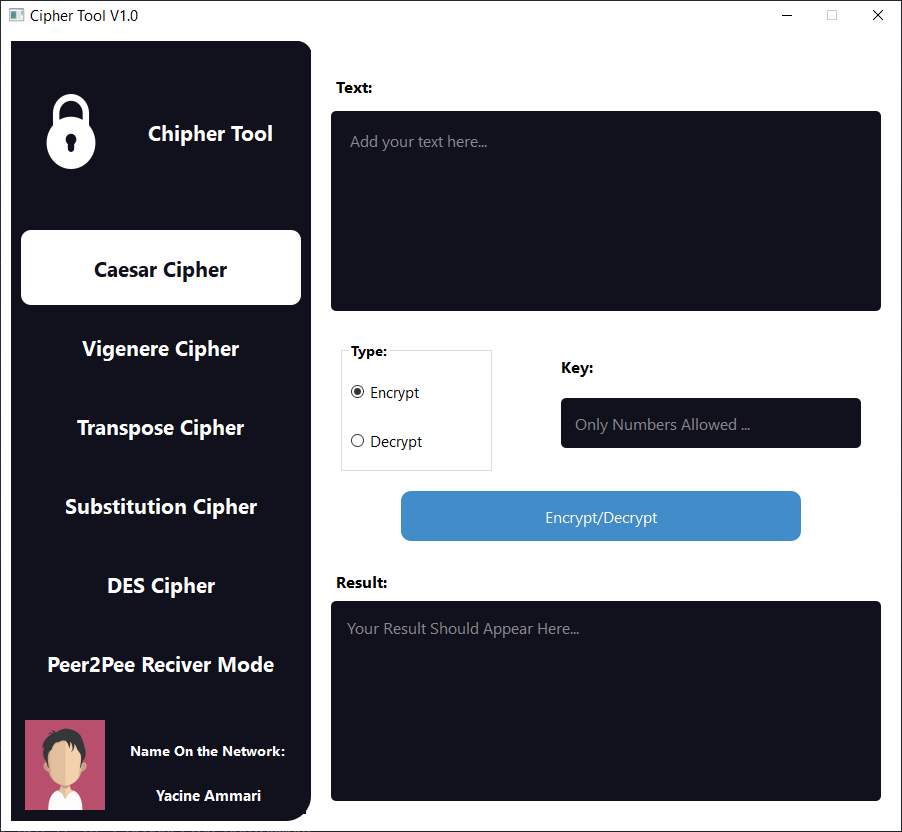 Cipher Tool V1.0
Chipher Tool
Caesar Cipher
Vigenere Cipher
Transpose Cipher
Substitution Cipher
DES Cipher
Peer2Pee Reciver Mode
Name On the Network:
Yacine Ammari
Text:
Add your text here...
Type:
Encrypt
Decrypt
Key:
Only Numbers Allowed ...
Encrypt/Decrypt
Result:
Your Result Should Appear Here...